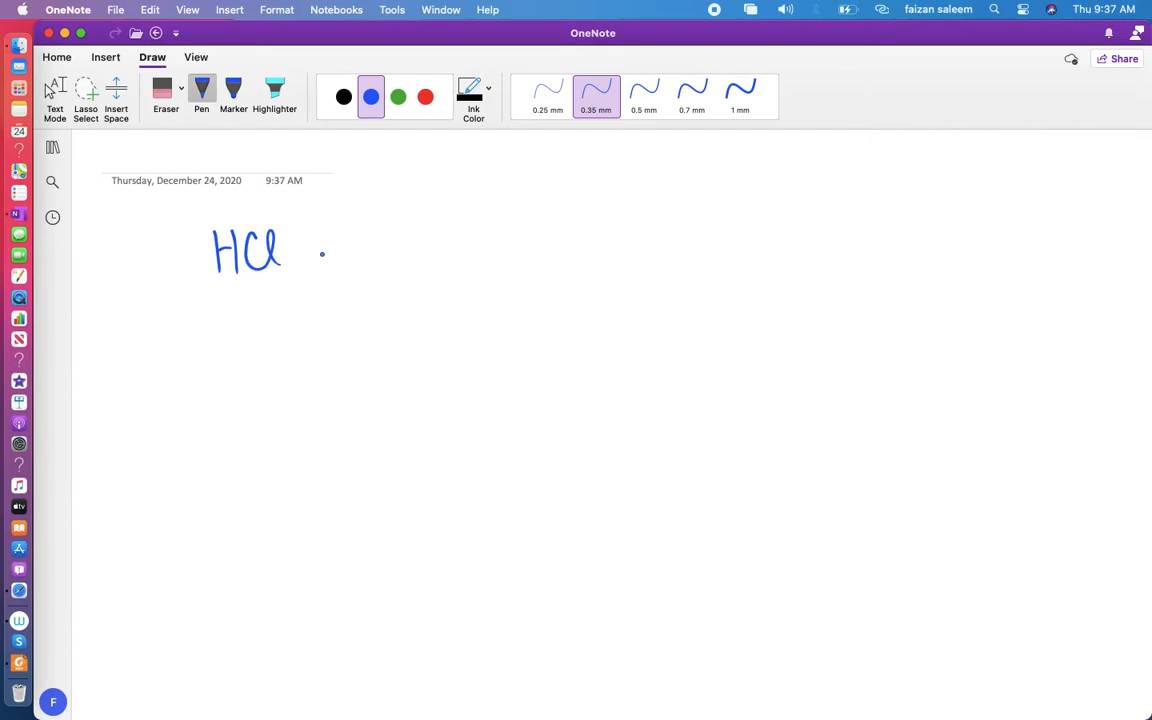 OneNote File Edit View Insert Format Notebooks Tools Window Help faizan saleem Thu 9:37 AM
OneNote
Home Insert Draw View Share
Text Mode Lasso Select Insert Space Eraser Pen Marker Highlighter Ink Color 0.25 mm 0.35 mm 0.5 mm 0.7 mm 1 mm
Thursday, December 24, 2020 9:37 AM
HCl
F